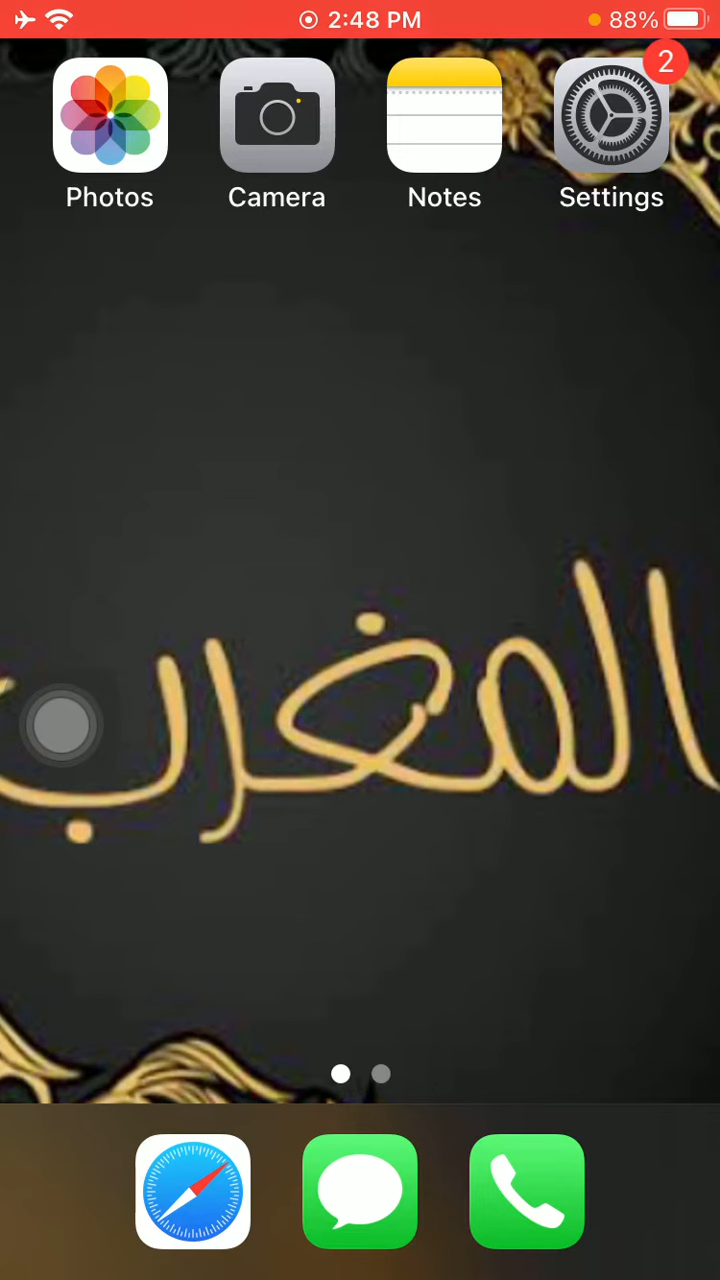 2:48 PM
88%
2
Photos
Camera
Notes
Settings
المغرب